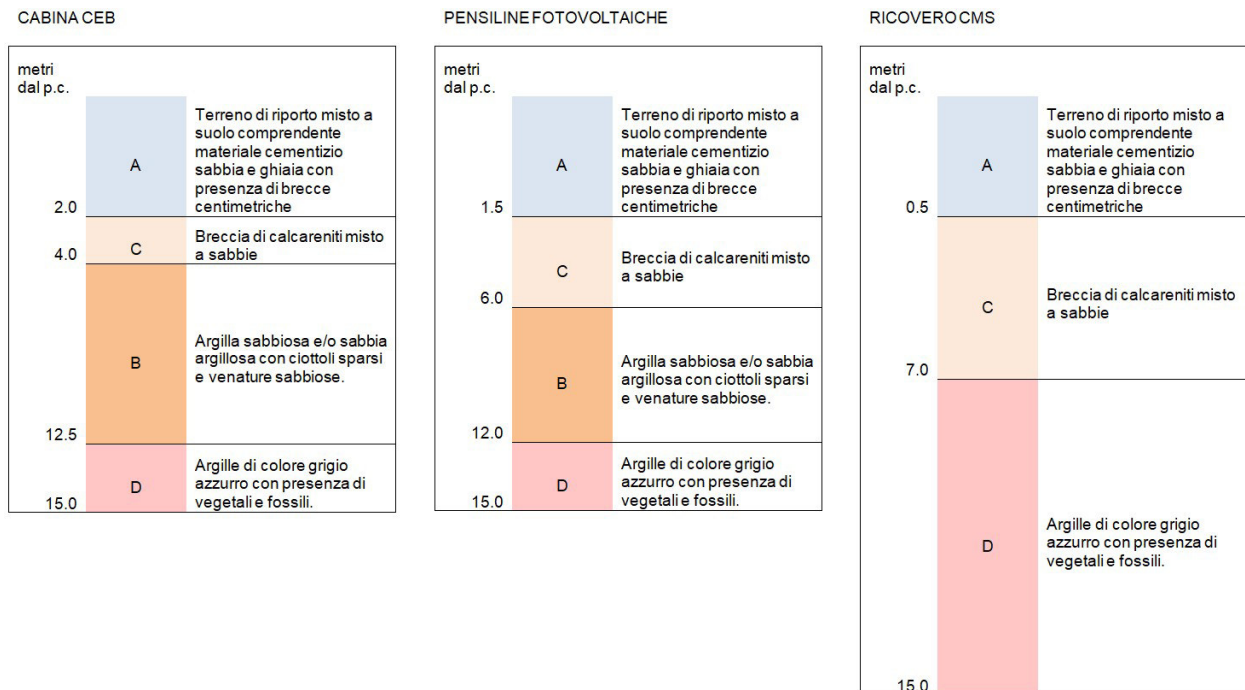 CABINA CEB
metri
dal p.c.
A
Terreno di riporto misto a
suolo comprendente
materiale cementizio
sabbia e ghiaia con
presenza di brecce
centimetriche
2.0
C
Breccia di calcareniti misto
a sabbie
4.0
B
Argilla sabbiosa e/o sabbia
argillosa con ciottoli sparsi
e venature sabbiose.
12.5
D
Argille di colore grigio
azzurro con presenza di
vegetali e fossili.
15.0
PENSILINE FOTOVOLTAICHE
metri
dal p.c.
A
Terreno di riporto misto a
suolo comprendente
materiale cementizio
sabbia e ghiaia con
presenza di brecce
centimetriche
1.5
C
Breccia di calcareniti misto
a sabbie
6.0
B
Argilla sabbiosa e/o sabbia
argillosa con ciottoli sparsi
e venature sabbiose.
12.0
D
Argille di colore grigio
azzurro con presenza di
vegetali e fossili.
15.0
RICOVERO CMS
metri
dal p.c.
A
Terreno di riporto misto a
suolo comprendente
materiale cementizio
sabbia e ghiaia con
presenza di brecce
centimetriche
0.5
C
Breccia di calcareniti misto
a sabbie
7.0
D
Argille di colore grigio
azzurro con presenza di
vegetali e fossili.
15.0